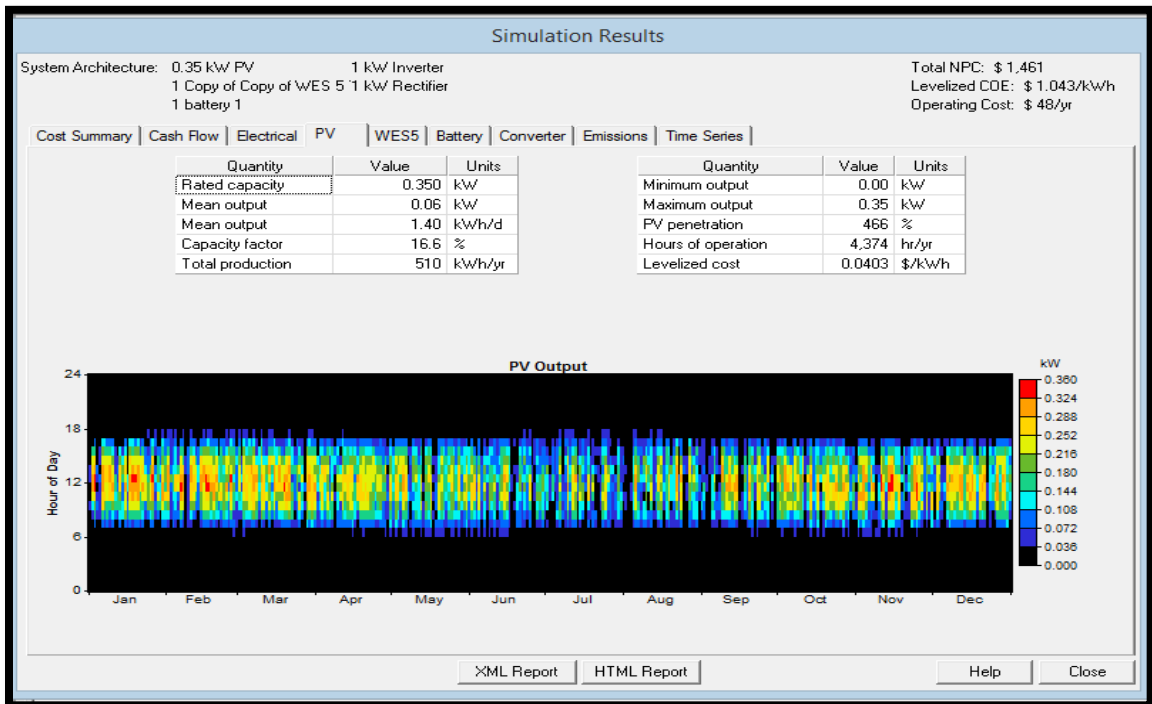 Simulation Results
System Architecture: 0.35 kW PV 1 kW Inverter Total NPC: $ 1,461
1 Copy of Copy of WES 5 1 kW Rectifier Levelized COE: $ 1.043/kWh
1 battery 1 Operating Cost: $ 48/yr
Cost Summary Cash Flow Electrical PV WES5 Battery Converter Emissions Time Series
Quantity Value Units Quantity Value Units
Rated capacity 0.350 kW Minimum output 0.00 kW
Mean output 0.06 kW Maximum output 0.35 kW
Mean output 1.40 kWh/d PV penetration 466 %
Capacity factor 16.6 % Hours of operation 4,374 hr/yr
Total production 510 kWh/yr Levelized cost 0.0403 $/kWh
PV Output
kW
24
18
12
6
0
Hour of Day
Jan Feb Mar Apr May Jun Jul Aug Sep Oct Nov Dec
0.360
0.324
0.288
0.252
0.216
0.180
0.144
0.108
0.072
0.036
0.000
XML Report HTML Report Help Close